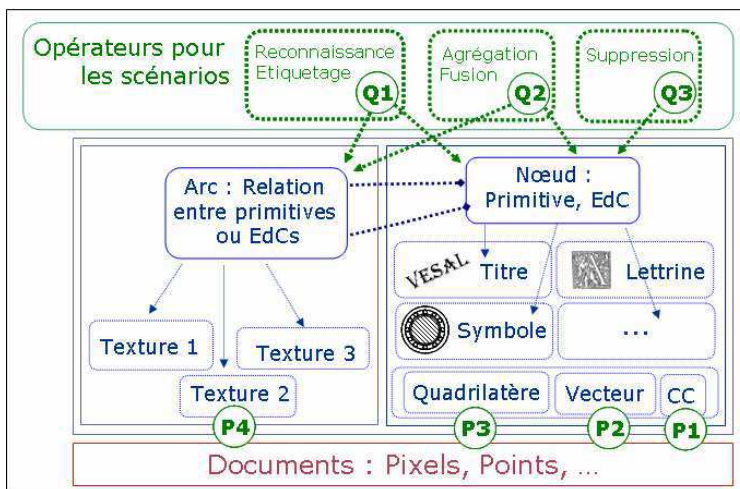 Opérateurs pour
les scénarios
Reconnaissance
Etiquetage
Q1
Agrégation
Fusion
Q2
Suppression
Q3
Arc : Relation
entre primitives
ou EdCs
Nœud :
Primitive, EdC
VESAL
Titre
Lettrine
Symbole
...
Texture 1
Texture 3
Texture 2
Quadrilatère
Vecteur
CC
P4
P3
P2
P1
Documents : Pixels, Points, ...